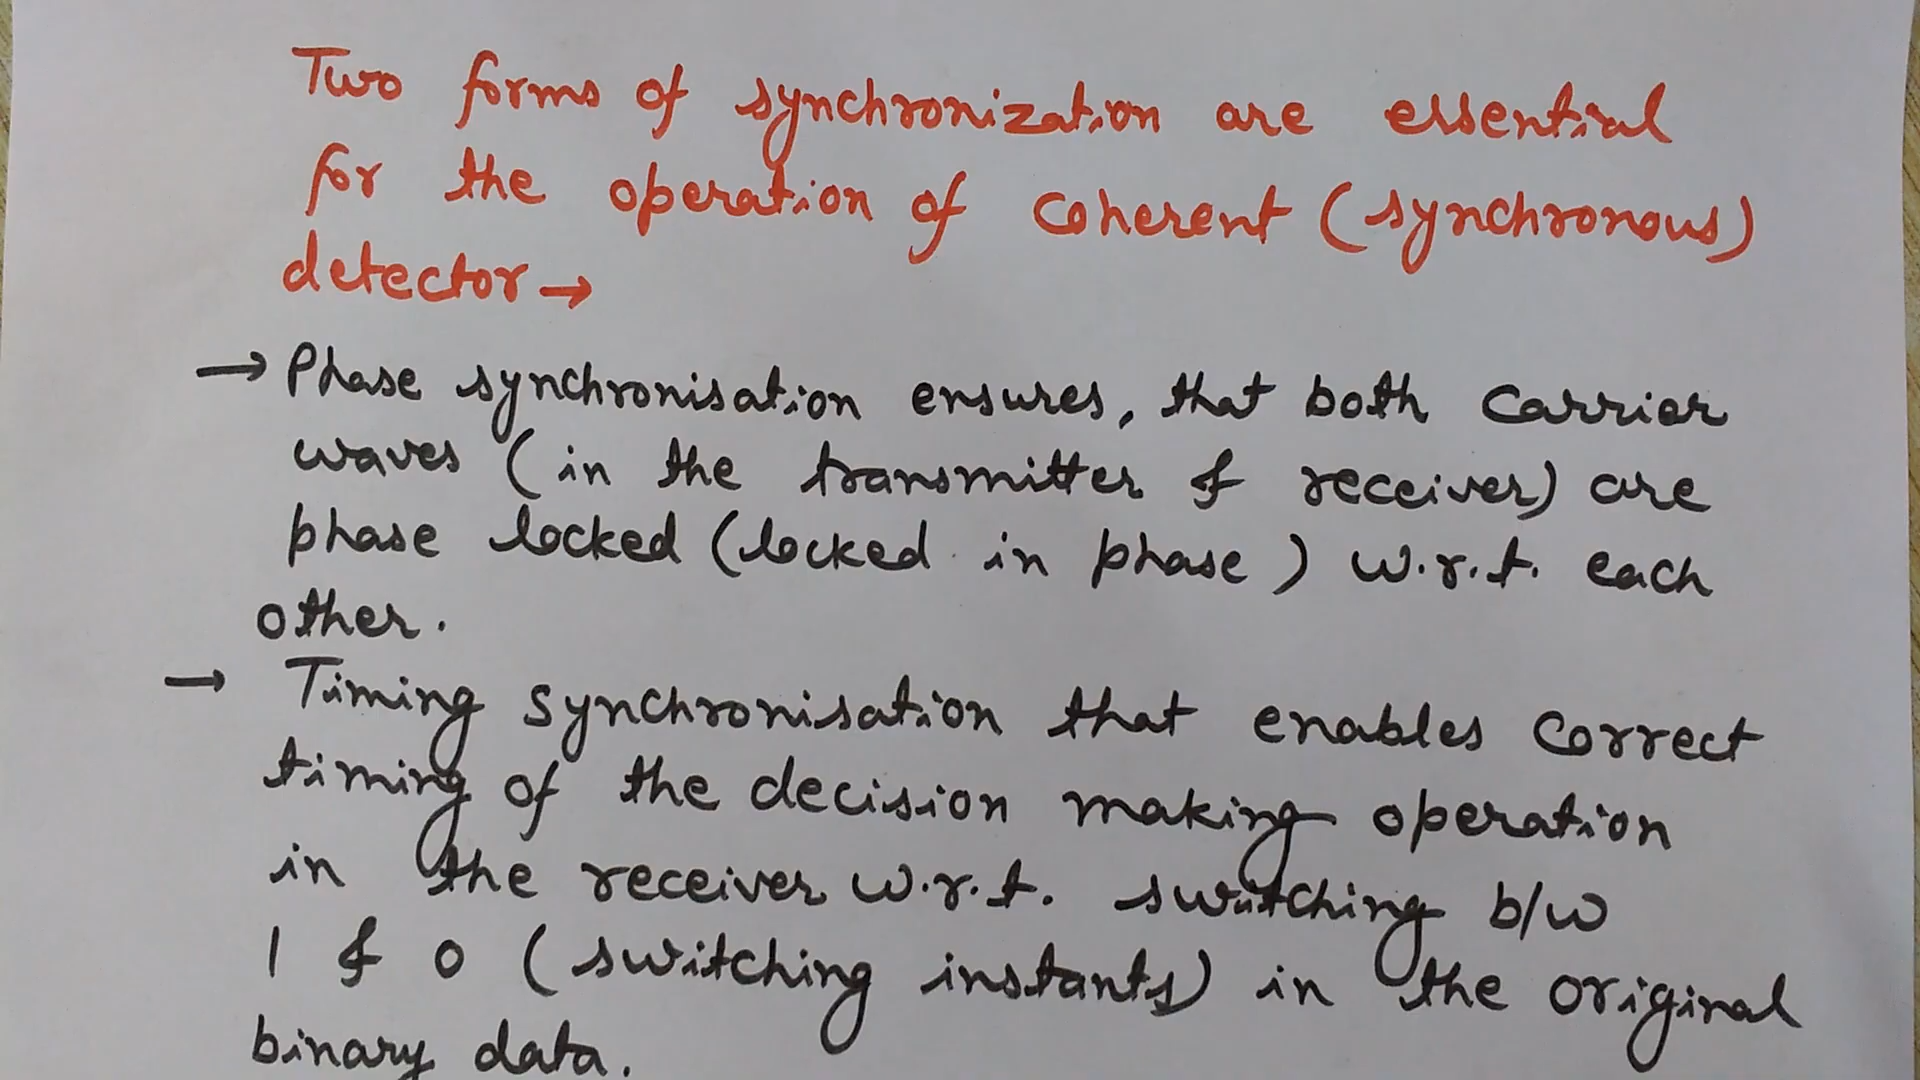 Two forms of synchronization are essential
for the operation of coherent (synchronous)
detector →
→ Phase synchronisation ensures, that both carrier
waves (in the transmitter & receiver) are
phase locked (locked in phase) w.r.t. each
other.
→ Timing synchronisation that enables correct
timing of the decision making operation
in the receiver w.r.t. switching b/w
1 & 0 (switching instants) in the original
binary data.